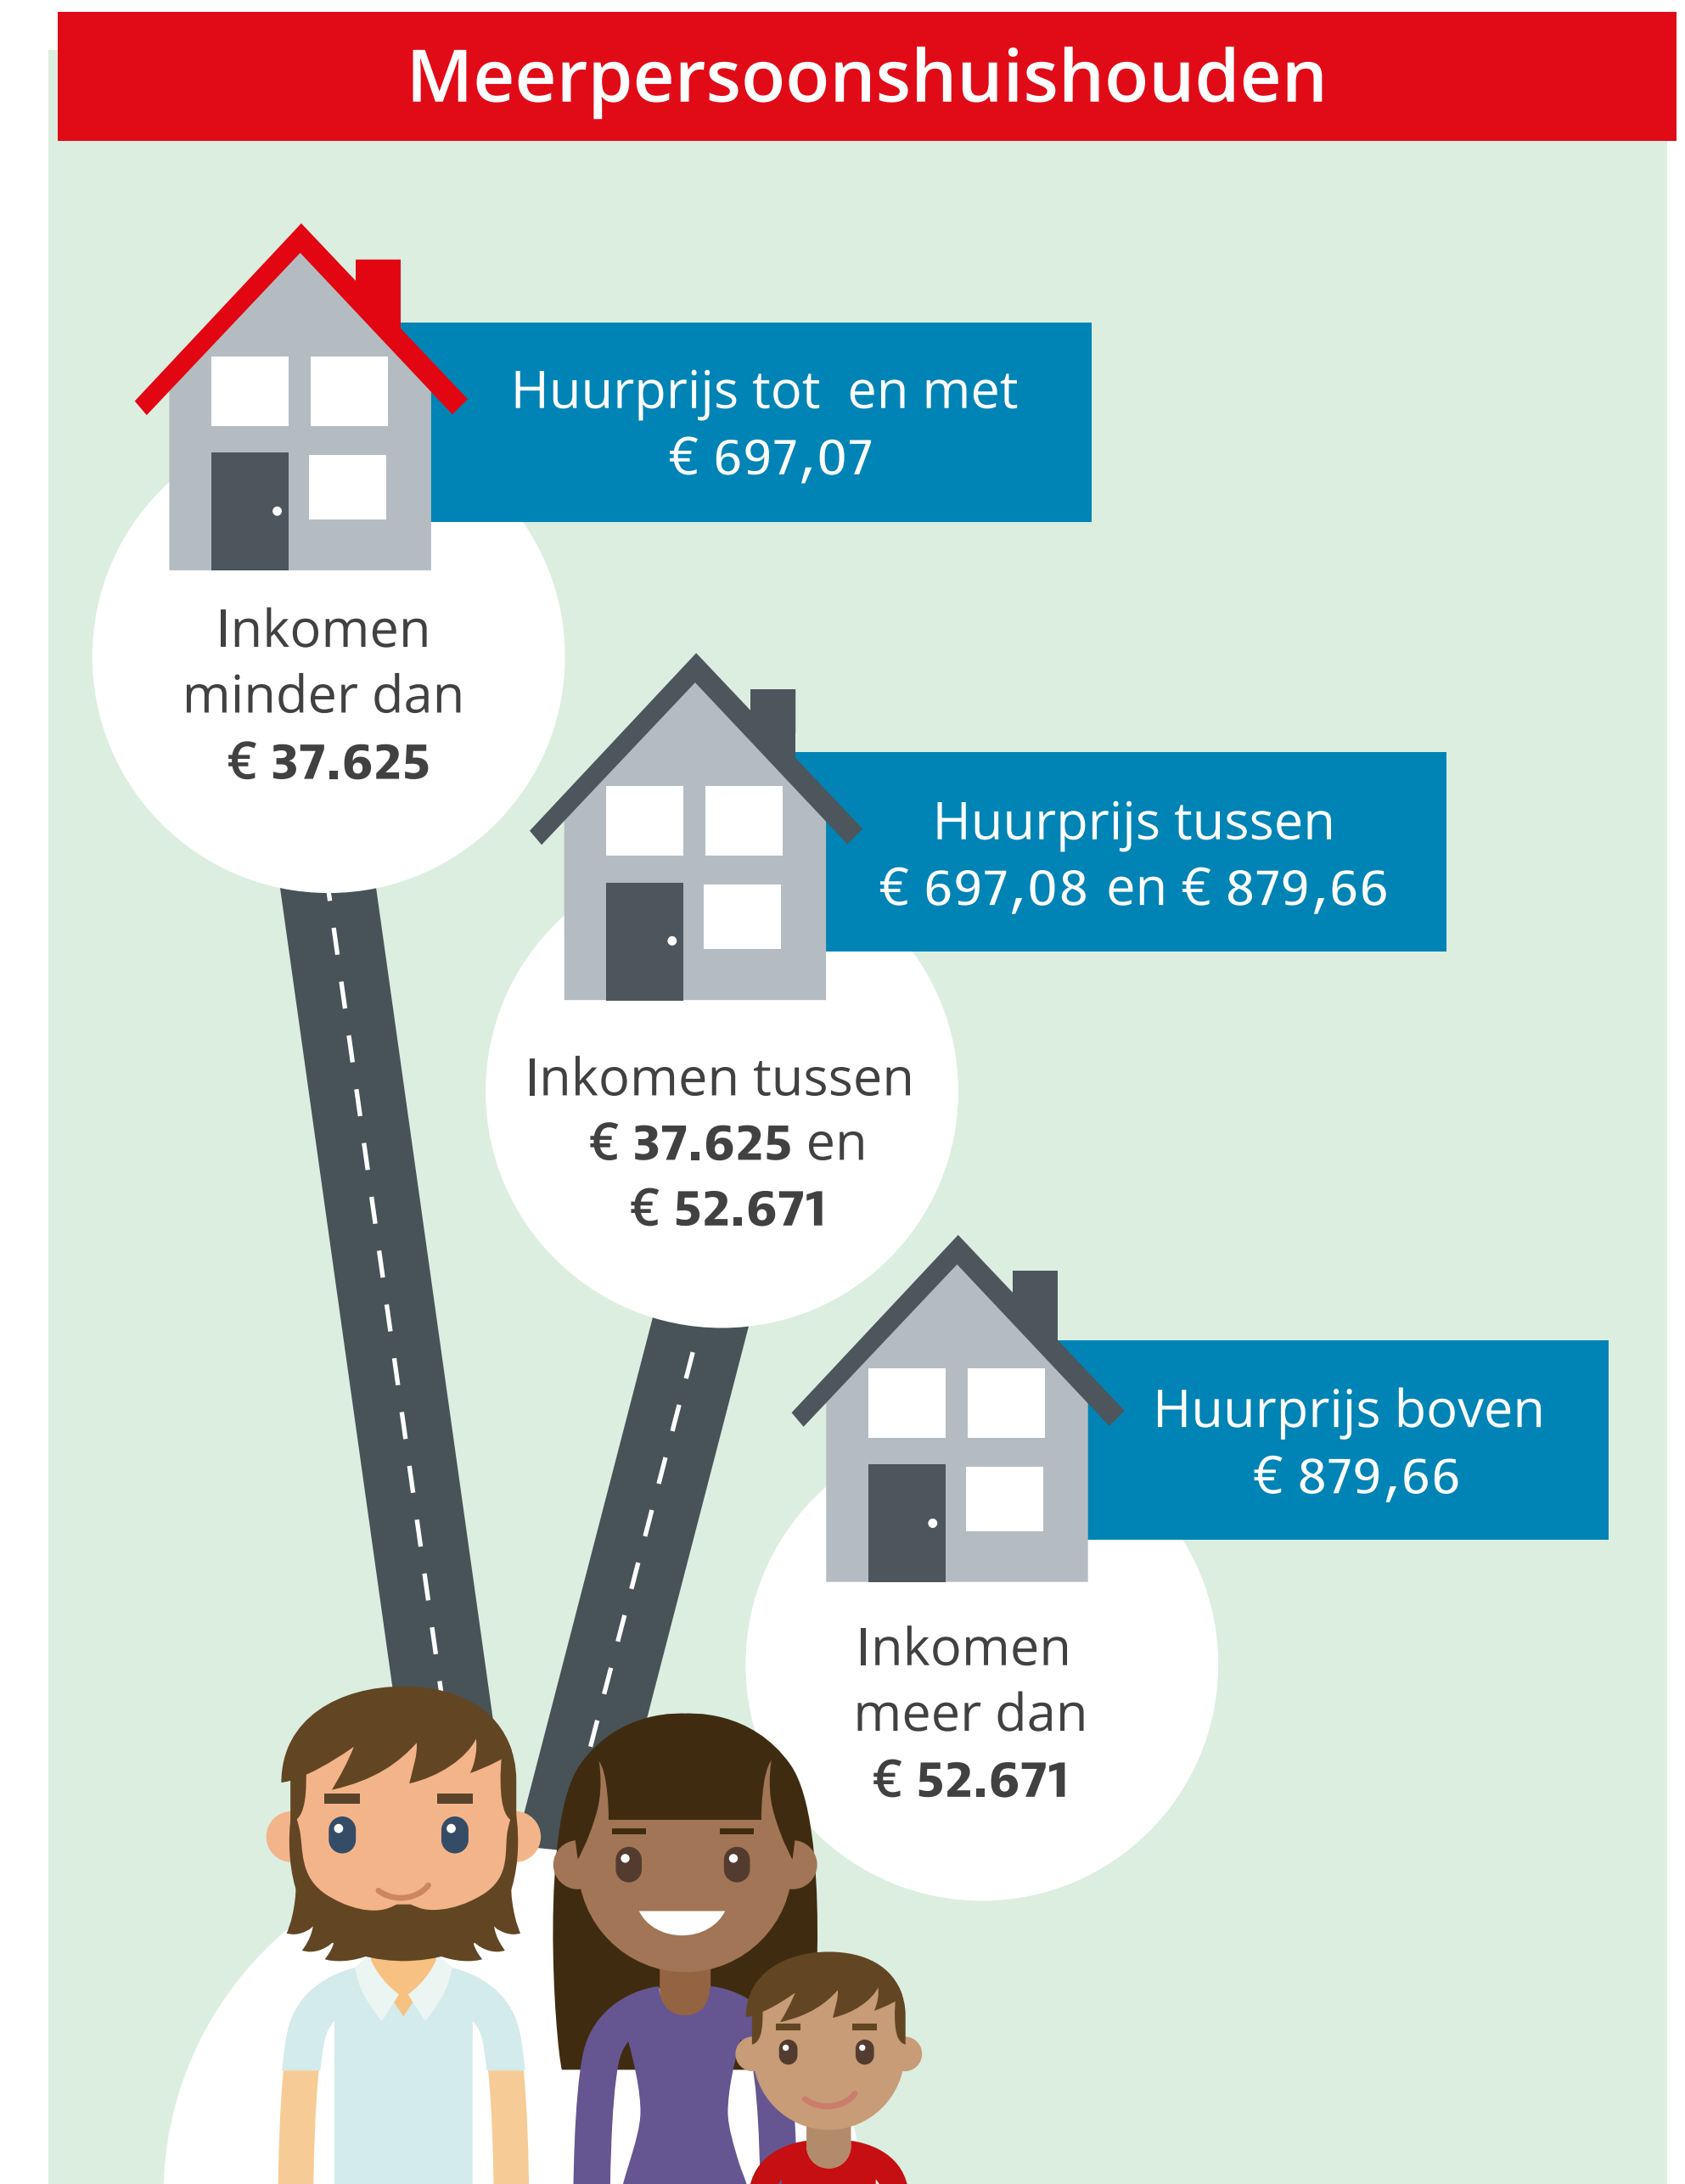 Meerpersoonshuishouden
Huurprijs tot en met
€ 697,07
Inkomen
minder dan
€ 37.625
Huurprijs tussen
€ 697,08 en € 879,66
Inkomen tussen
€ 37.625 en
€ 52.671
Huurprijs boven
€ 879,66
Inkomen
meer dan
€ 52.671